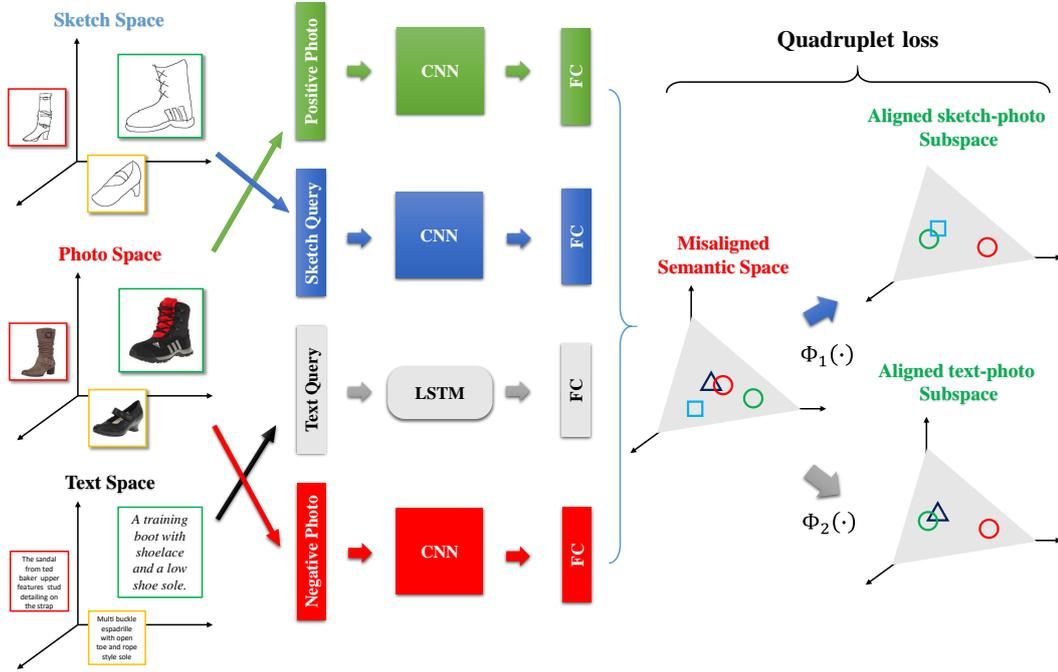 Sketch Space
Photo Space
Text Space
The sandal
from ted
baker upper
features stud
detailing on
the strap
A training
boot with
shoelace
and a low
shoe sole.
Multi buckle
espadrille
with open
toe and rope
style sole
Positive Photo
CNN
FC
Sketch Query
CNN
FC
Text Query
LSTM
FC
Negative Photo
CNN
FC
Quadruplet loss
Misaligned
Semantic Space
Φ₁(·)
Φ₂(·)
Aligned sketch-photo
Subspace
Aligned text-photo
Subspace